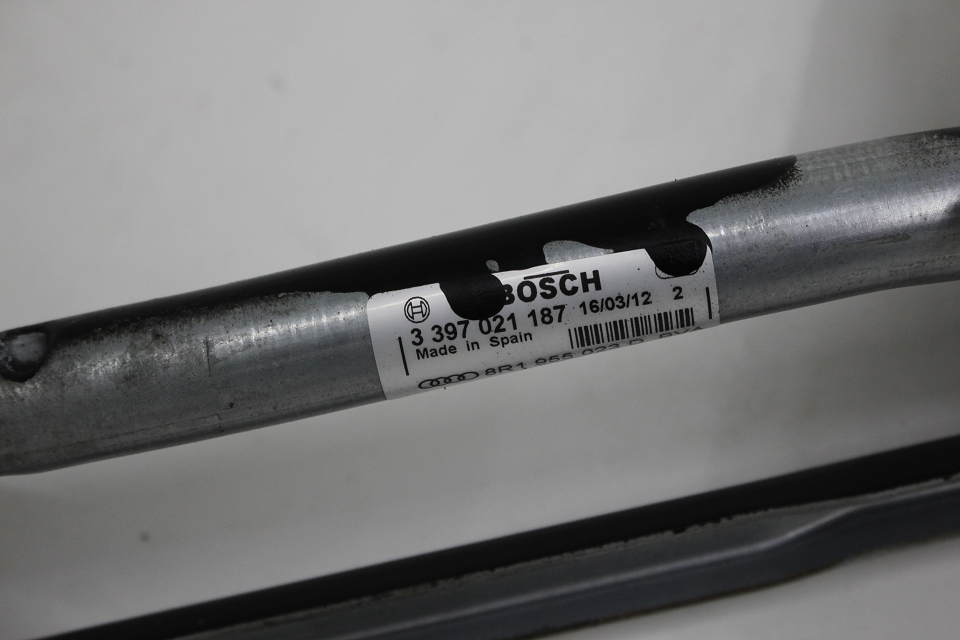 BOSCH
3 397 021 187 16/03/12 2
Made in Spain
8R1 955 023 D